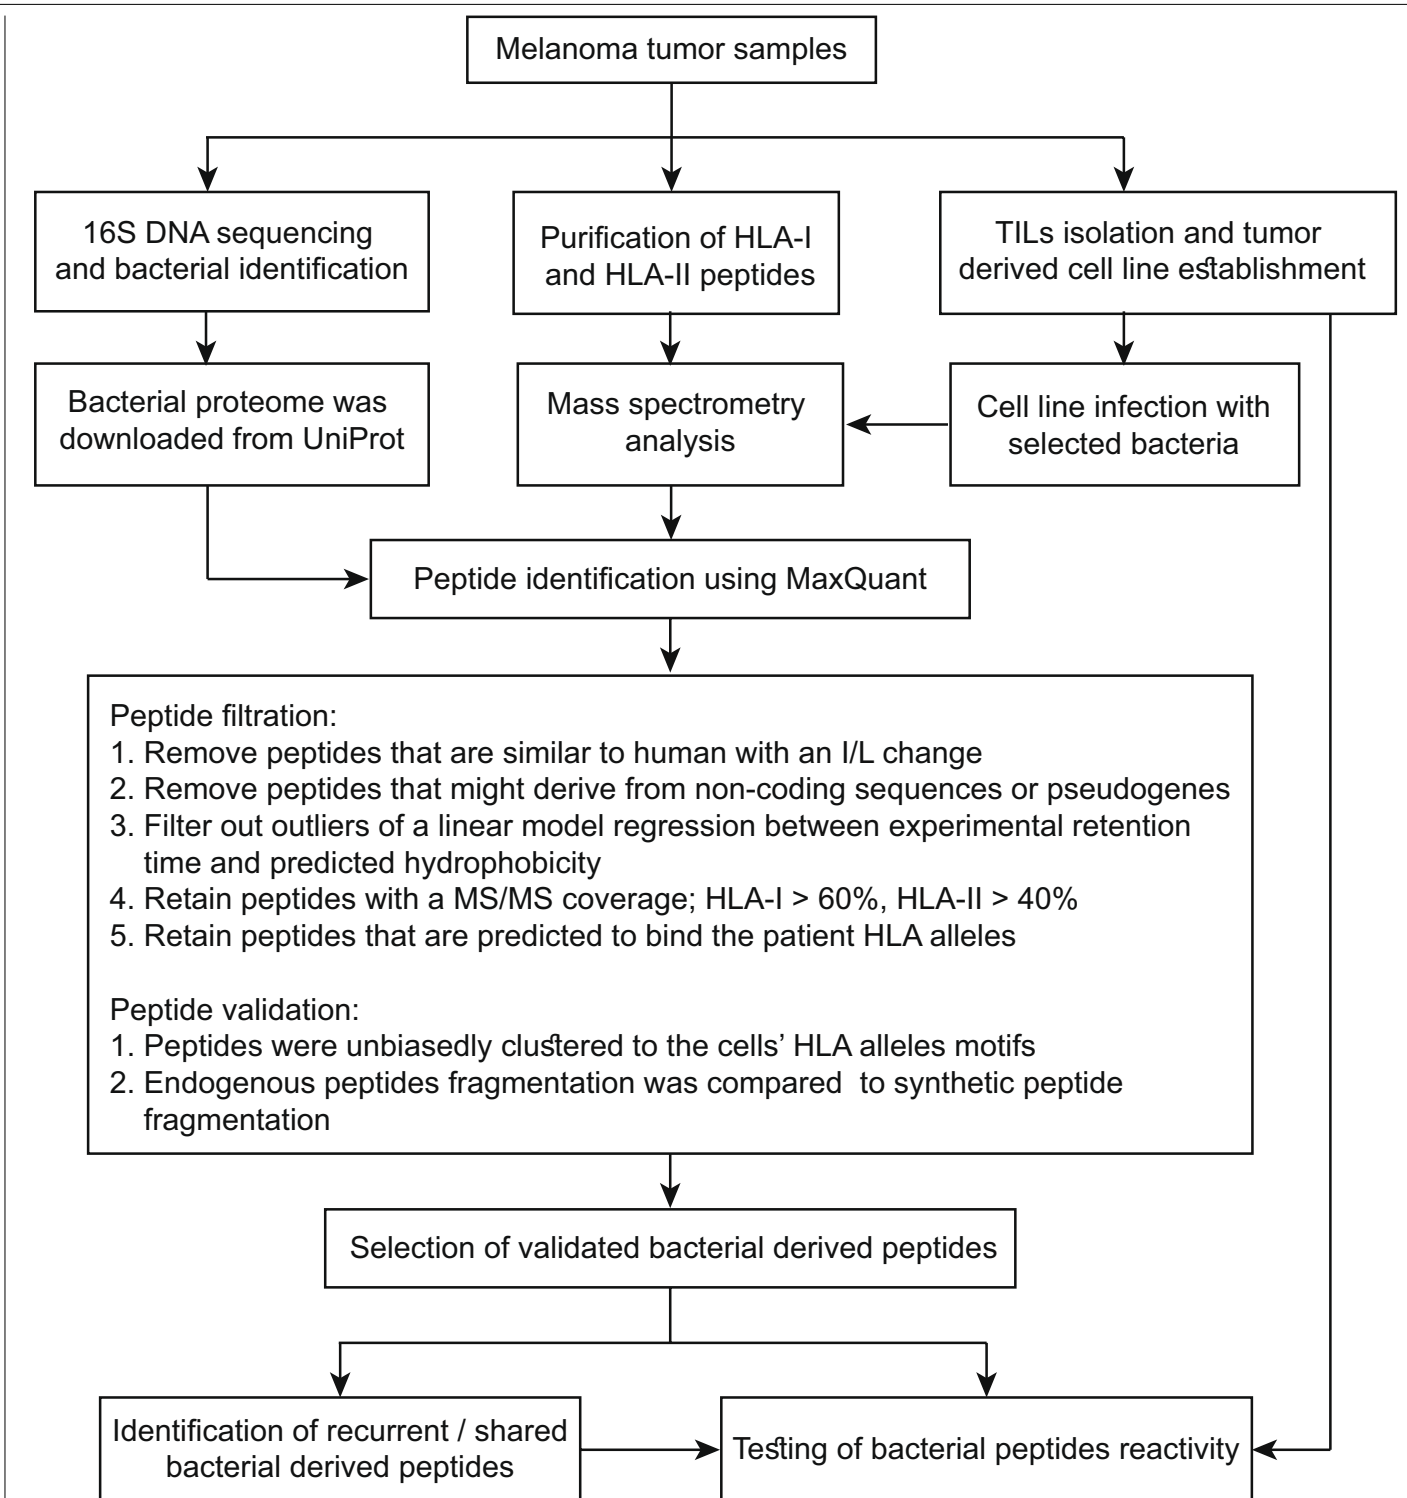 Melanoma tumor samples
16S DNA sequencing
and bacterial identification
Purification of HLA-I
and HLA-II peptides
TILs isolation and tumor
derived cell line establishment
Bacterial proteome was
downloaded from UniProt
Mass spectrometry
analysis
Cell line infection with
selected bacteria
Peptide identification using MaxQuant
Peptide filtration:
1. Remove peptides that are similar to human with an I/L change
2. Remove peptides that might derive from non-coding sequences or pseudogenes
3. Filter out outliers of a linear model regression between experimental retention
time and predicted hydrophobicity
4. Retain peptides with a MS/MS coverage; HLA-I > 60%, HLA-II > 40%
5. Retain peptides that are predicted to bind the patient HLA alleles
Peptide validation:
1. Peptides were unbiasedly clustered to the cells’ HLA alleles motifs
2. Endogenous peptides fragmentation was compared  to synthetic peptide
fragmentation
Selection of validated bacterial derived peptides
Identification of recurrent / shared
bacterial derived peptides
Testing of bacterial peptides reactivity